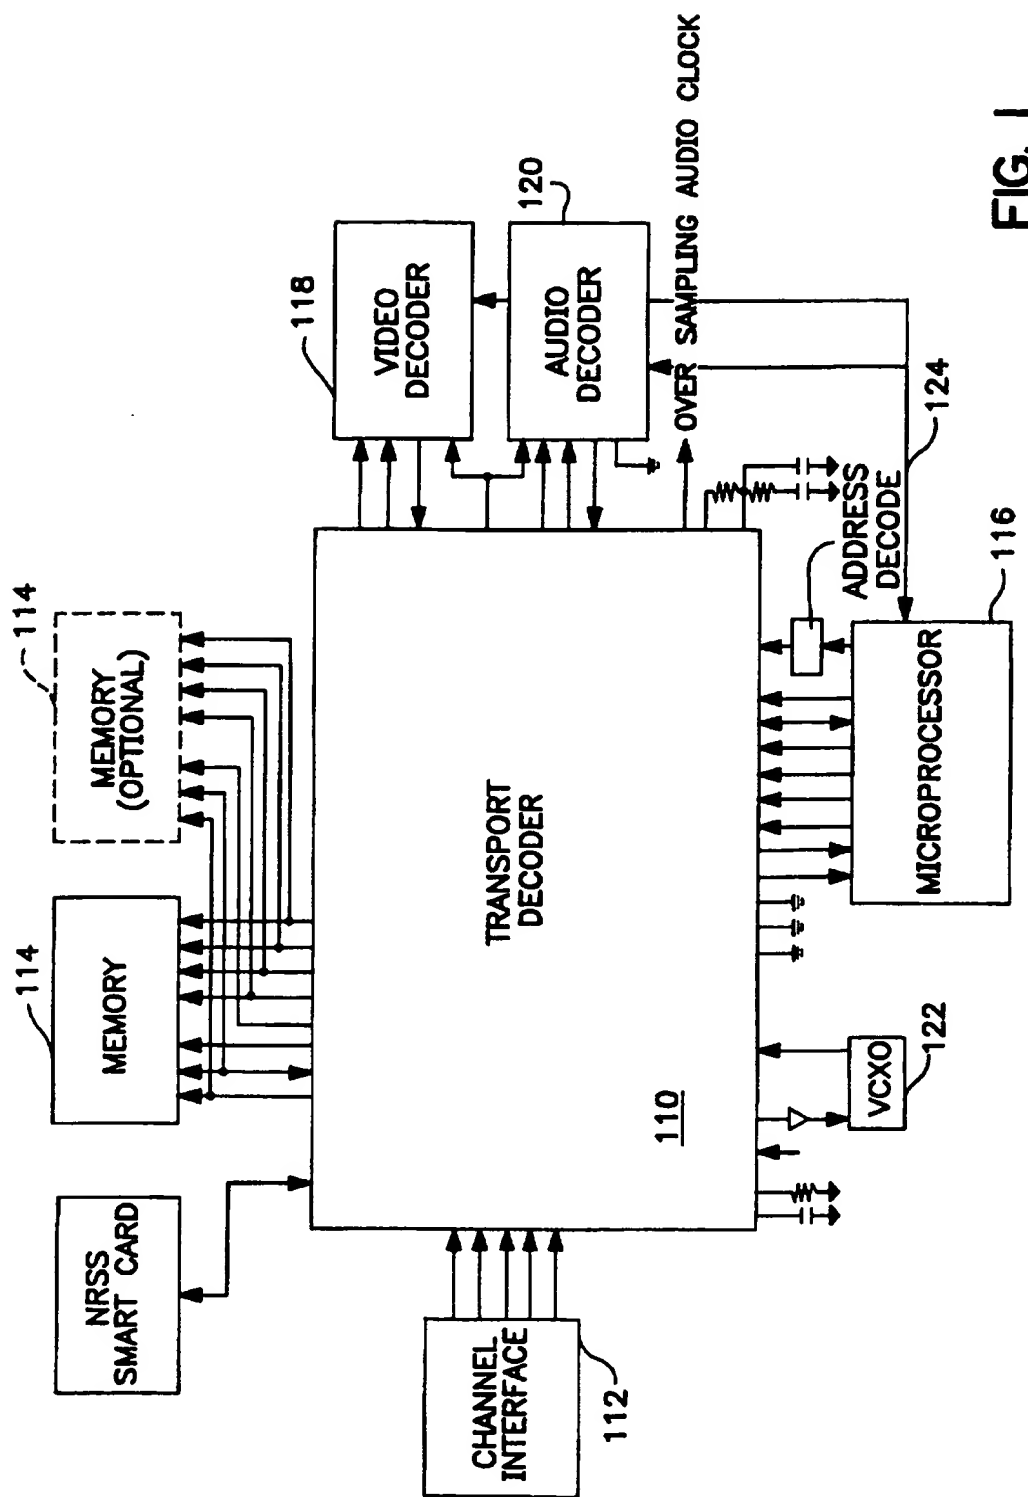 NRSS
SMART CARD
114
MEMORY
114
MEMORY
(OPTIONAL)
CHANNEL
INTERFACE
112
TRANSPORT
DECODER
110
118
VIDEO
DECODER
120
AUDIO
DECODER
OVER SAMPLING AUDIO CLOCK
VCXO
122
ADDRESS
DECODE
124
MICROPROCESSOR
116
FIG. 1